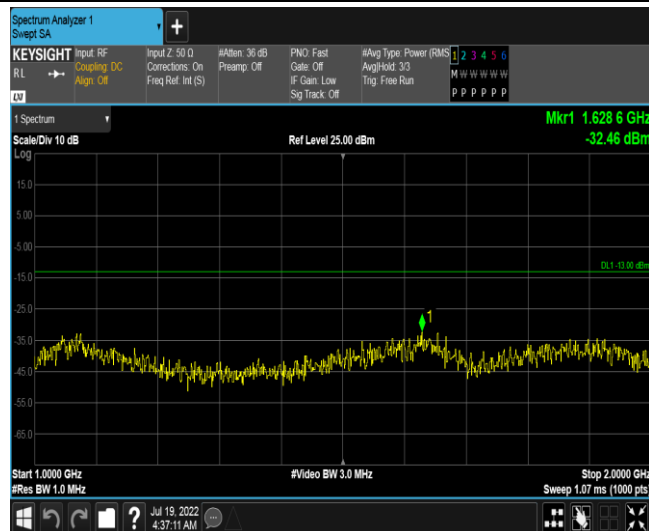 Spectrum Analyzer 1
Swept SA
+
KEYSIGHT
RL
LXI
Input: RF
Coupling: DC
Align: Off
Input Z: 50 Ω
Corrections: On
Freq Ref: Int (S)
#Atten: 36 dB
Preamp: Off
PNO: Fast
Gate: Off
IF Gain: Low
Sig Track: Off
#Avg Type: Power (RMS
Avg|Hold: 3/3
Trig: Free Run
1 2 3 4 5 6
M W W W W W
P P P P P P
1 Spectrum
Mkr1 1.628 6 GHz
-32.46 dBm
Scale/Div 10 dB
Ref Level 25.00 dBm
Log
15.0
5.00
-5.00
DL1 -13.00 dBm
-15.0
-25.0
1
-35.0
-45.0
-55.0
-65.0
Start 1.0000 GHz
#Video BW 3.0 MHz
Stop 2.0000 GHz
#Res BW 1.0 MHz
Sweep 1.07 ms (1000 pts)
?
Jul 19, 2022
4:37:11 AM